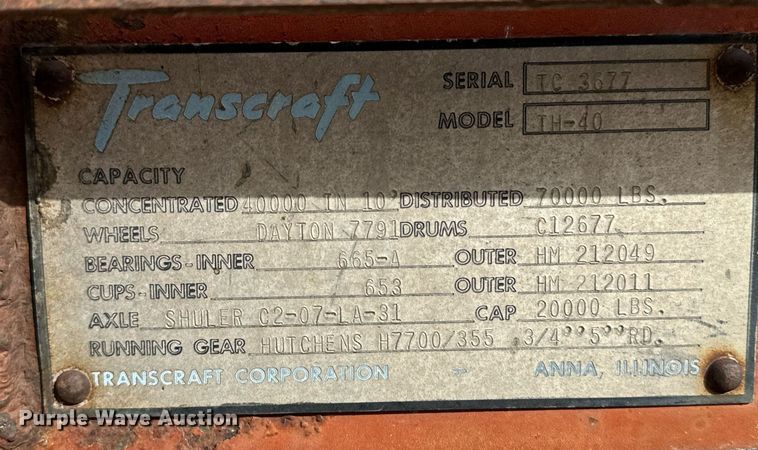 Transcraft
SERIAL TC 3677
MODEL TH-40
CAPACITY
CONCENTRATED 40000 IN 10' DISTRIBUTED 70000 LBS.
WHEELS DAYTON 7791 DRUMS C12677
BEARINGS-INNER 665-A OUTER HM 212049
CUPS-INNER 653 OUTER HM 212011
AXLE SHULER C2-07-LA-31 CAP 20000 LBS.
RUNNING GEAR HUTCHENS H7700/355 3/4''5''RD.
TRANSCRAFT CORPORATION - ANNA, ILLINOIS
Purple Wave Auction